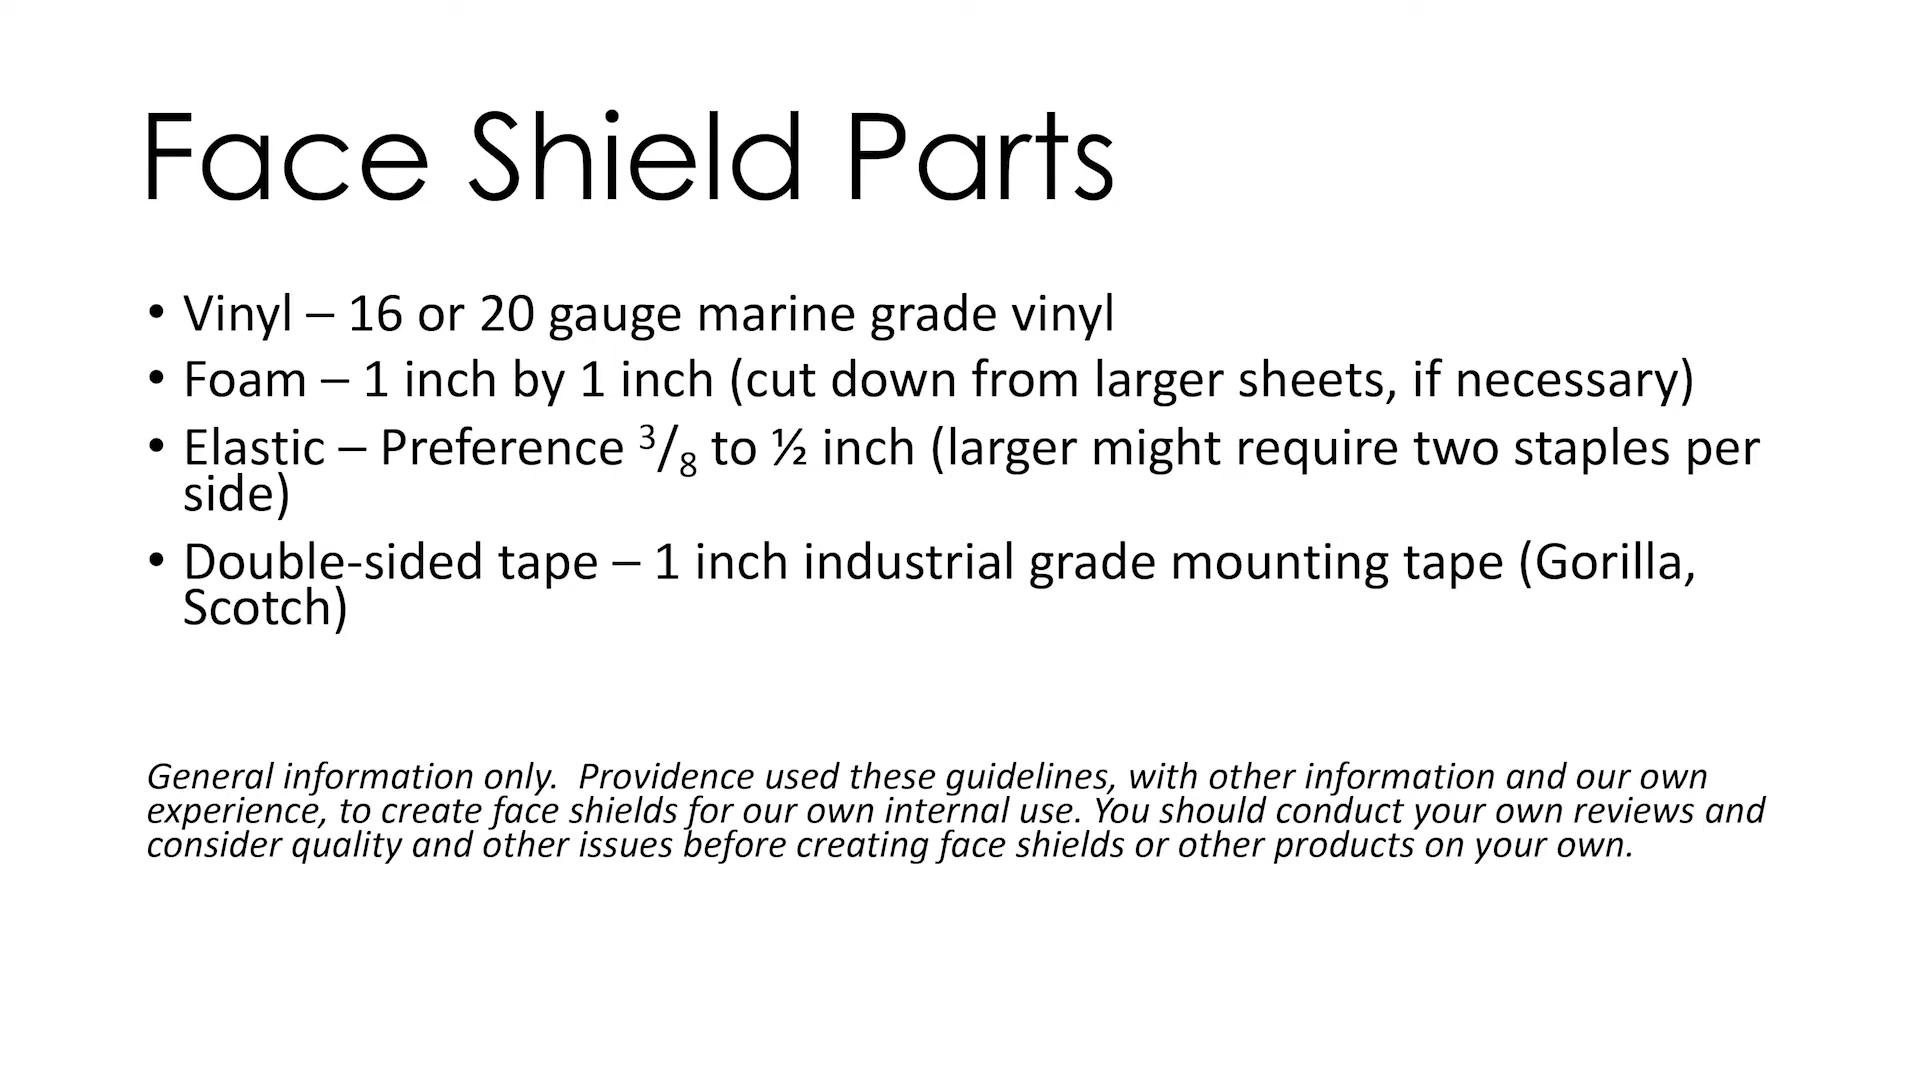 Face Shield Parts
• Vinyl – 16 or 20 gauge marine grade vinyl
• Foam – 1 inch by 1 inch (cut down from larger sheets, if necessary)
• Elastic – Preference ³/₈ to ½ inch (larger might require two staples per
side)
• Double-sided tape – 1 inch industrial grade mounting tape (Gorilla,
Scotch)
General information only.  Providence used these guidelines, with other information and our own
experience, to create face shields for our own internal use. You should conduct your own reviews and
consider quality and other issues before creating face shields or other products on your own.